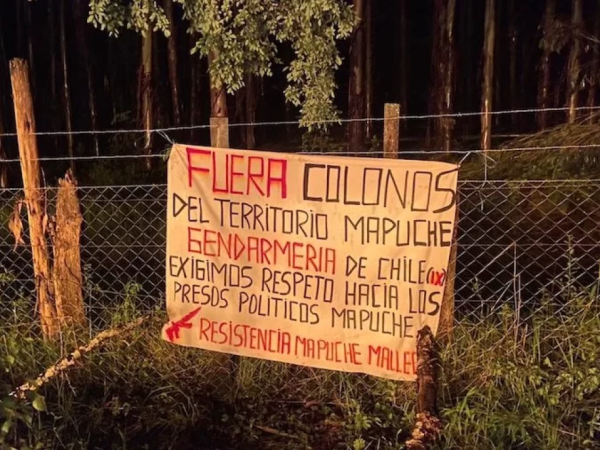 FUERA COLONOS
DEL TERRITORIO MAPUCHE
GENDARMERIA DE CHILE
EXIGIMOS RESPETO HACIA LOS
PRESOS POLITICOS MAPUCHE.
RESISTENCIA MAPUCHE MALLECO